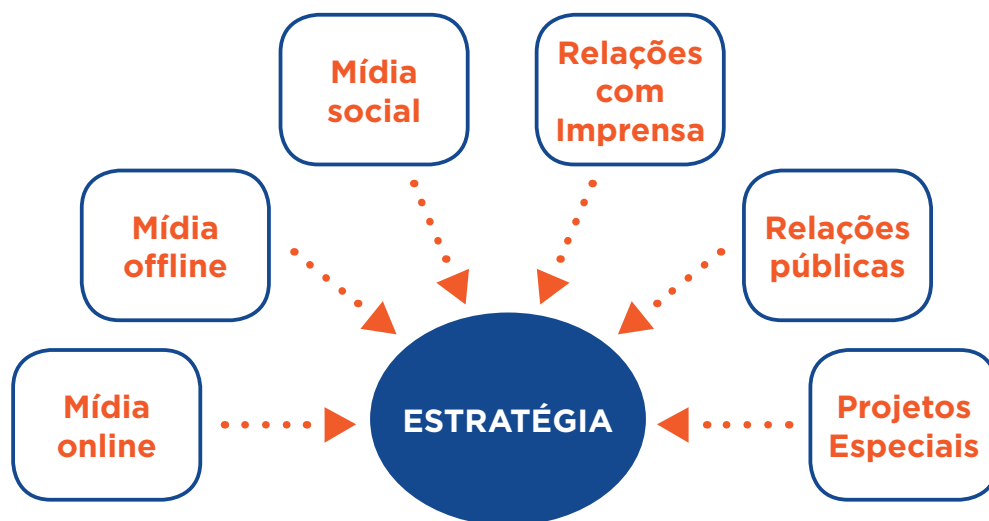 Mídia
social
Relações
com
Imprensa
Mídia
offline
Relações
públicas
Mídia
online
ESTRATÉGIA
Projetos
Especiais